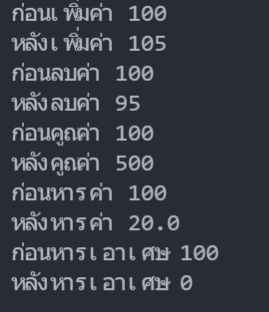 ก่อนเพิ่มค่า 100
หลังเพิ่มค่า 105
ก่อนลบค่า 100
หลังลบค่า 95
ก่อนคูณค่า 100
หลังคูณค่า 500
ก่อนหารค่า 100
หลังหารค่า 20.0
ก่อนหารเอาเศษ 100
หลังหารเอาเศษ 0